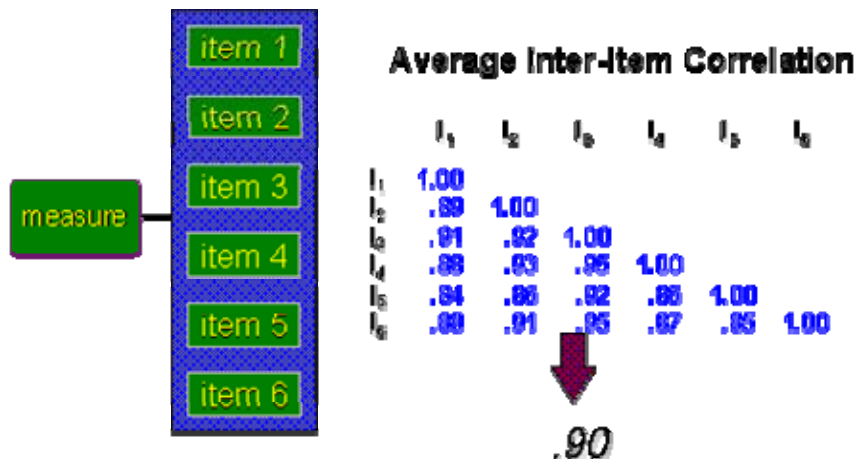 measure
item 1
item 2
item 3
item 4
item 5
item 6
Average Inter-Item Correlation
I₁ I₂ I₃ I₄ I₅ I₆
I₁ 1.00
I₂ .89 1.00
I₃ .91 .92 1.00
I₄ .88 .93 .95 1.00
I₅ .84 .86 .92 .85 1.00
I₆ .91 .95 .87 .85 1.00
.90